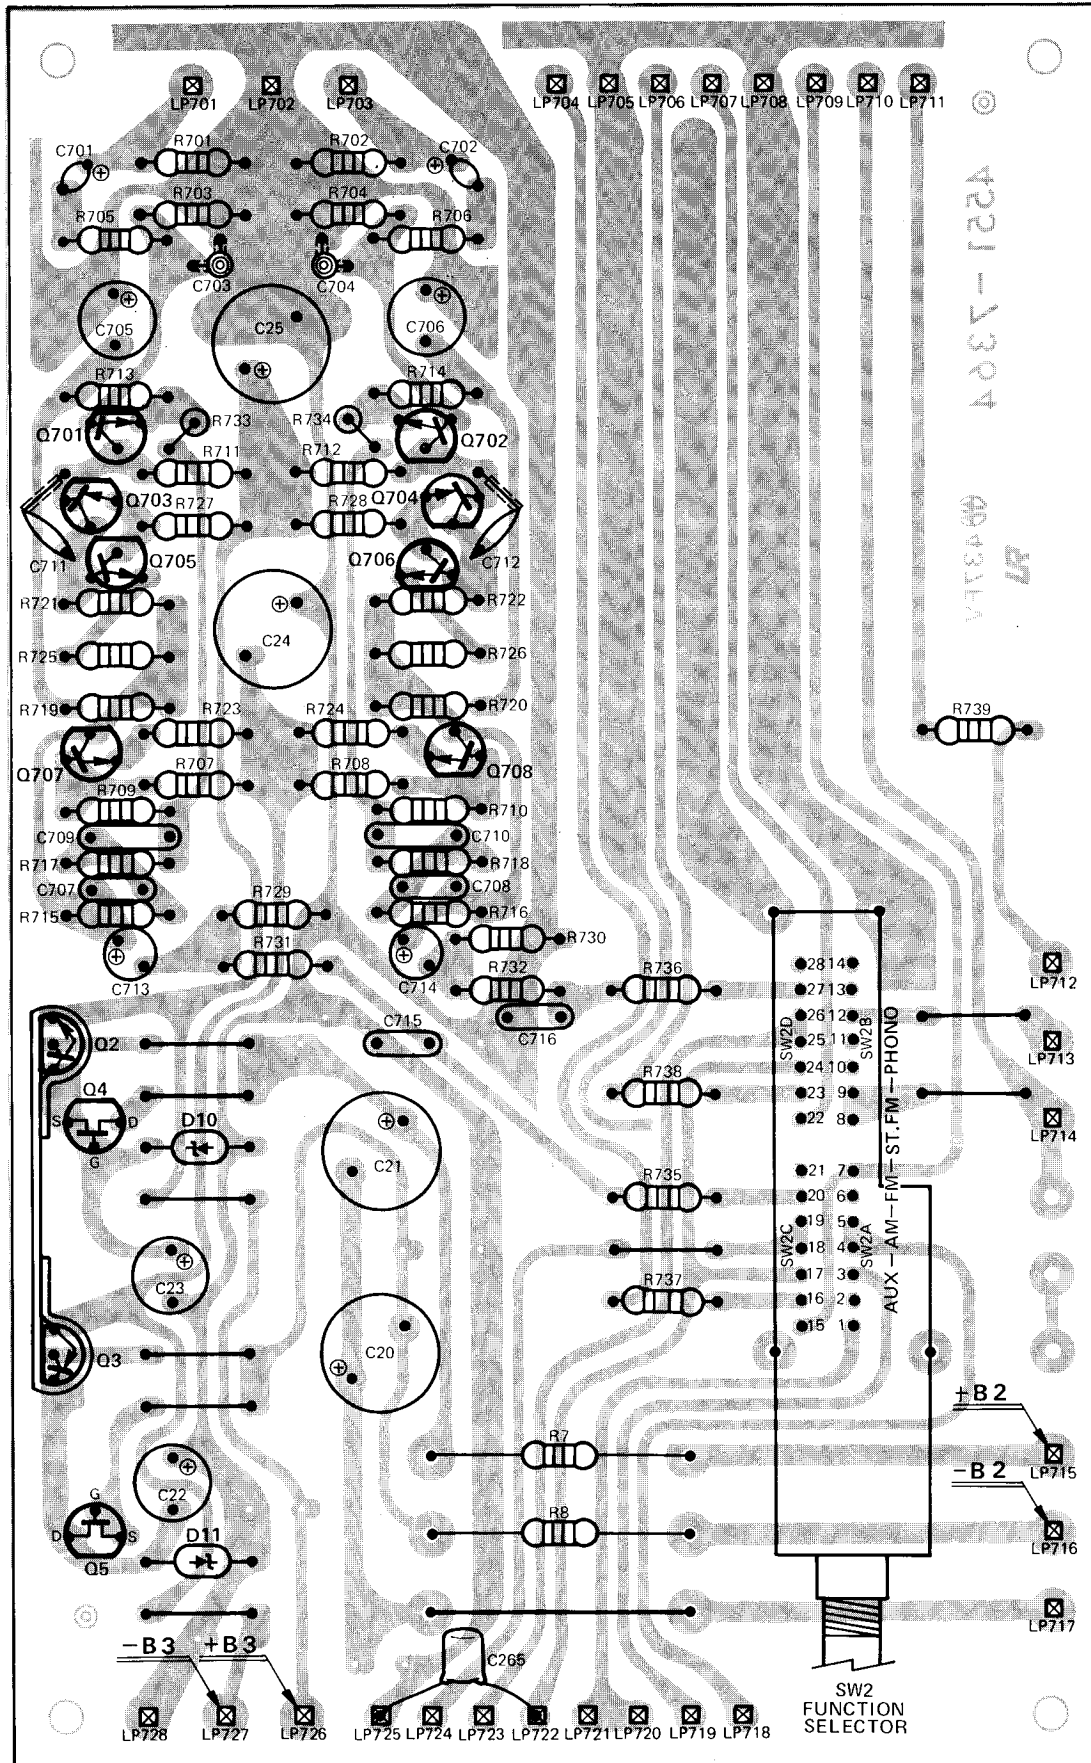 LP701 LP702 LP703 LP704 LP705 LP706 LP707 LP708 LP709 LP710 LP711
C701 R701 R702 C702
R703 R704
R705 R706
C703 C704
C705 C25 C706
R713 R714
Q701 R733 R734 Q702
R711 R712
Q703 Q704
R727 R728
C711 Q705 Q706 C712
R721 R722
C24
R725 R726
R719 R723 R724 R720
R739
Q707 R707 R708 Q708
R709 R710
C709 C710
R717 R718
C707 C708
R715 R729 R716
R731 R730
C713 C714 R732 R736
C715 C716
28 14
27 13
26 12
25 11
24 10
23 9
22 8
21 7
20 6
19 5
18 4
17 3
16 2
15 1
SW2D SW2B
SW2C SW2A
AUX–AM–FM–ST.FM–PHONO
LP712
LP713
LP714
Q2
Q4
S D
G
D10
R738
C21
R735
C23
R737
Q3
C20
+B2
R7
LP715
–B2
C22
R8
LP716
G
D S
Q5
D11
LP717
–B3 +B3
C265
SW2
FUNCTION
SELECTOR
LP728 LP727 LP726 LP725 LP724 LP723 LP722 LP721 LP720 LP719 LP718
4551-2364